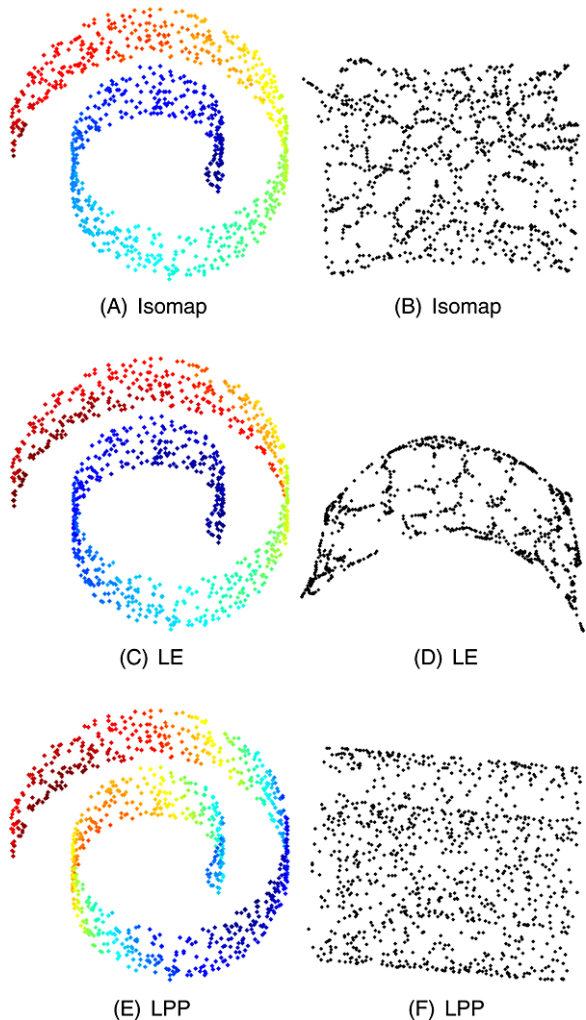 (A) Isomap
(B) Isomap
(C) LE
(D) LE
(E) LPP
(F) LPP